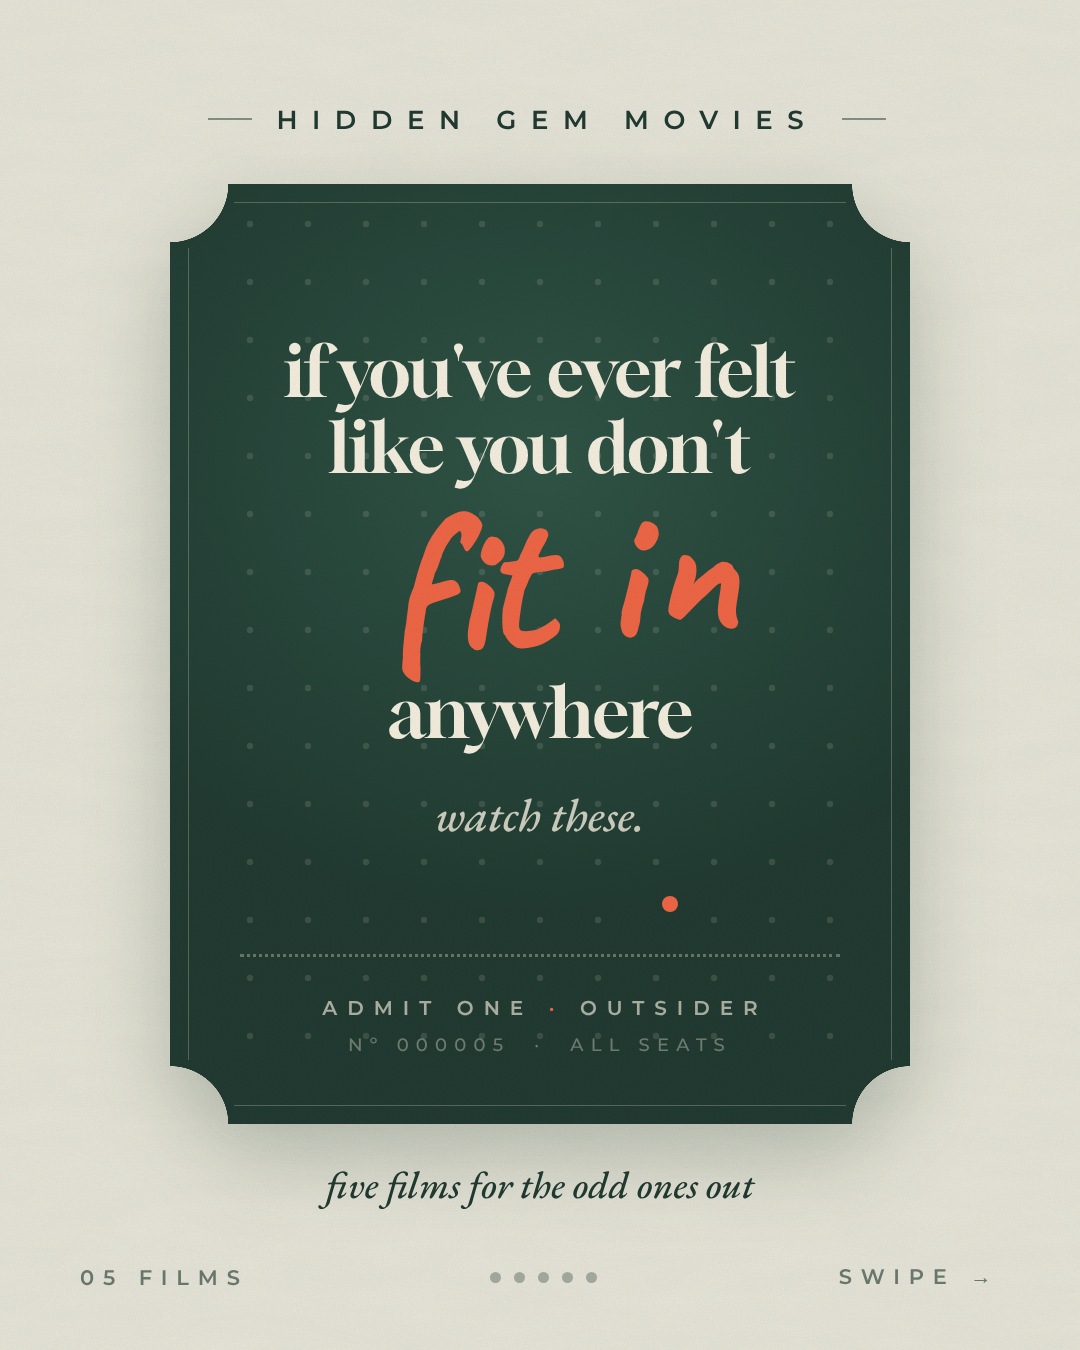 HIDDEN GEM MOVIES
if you've ever felt
like you don't
fit in
anywhere
watch these.
ADMIT ONE · OUTSIDER
N° 000005 · ALL SEATS
five films for the odd ones out
05 FILMS
SWIPE →